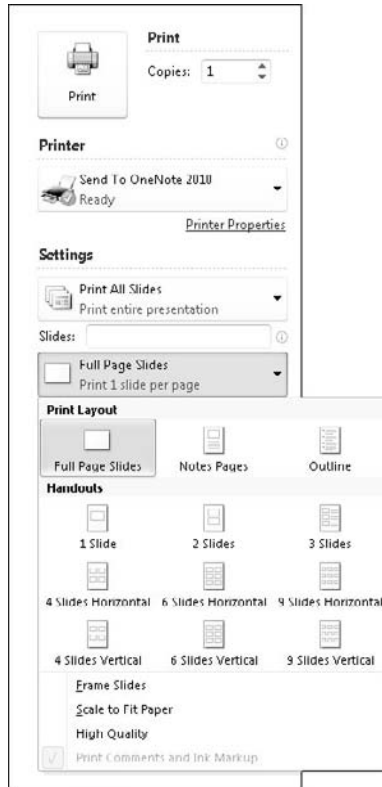 Print
Copies: 1
Print
Printer
Send To OneNote 2010
Ready
Printer Properties
Settings
Print All Slides
Print entire presentation
Slides:
Full Page Slides
Print 1 slide per page
Print Layout
Full Page Slides Notes Pages Outline
Handouts
1 Slide 2 Slides 3 Slides
4 Slides Horizontal 6 Slides Horizontal 9 Slides Horizontal
4 Slides Vertical 6 Slides Vertical 9 Slides Vertical
Frame Slides
Scale to Fit Paper
High Quality
Print Comments and Ink Markup